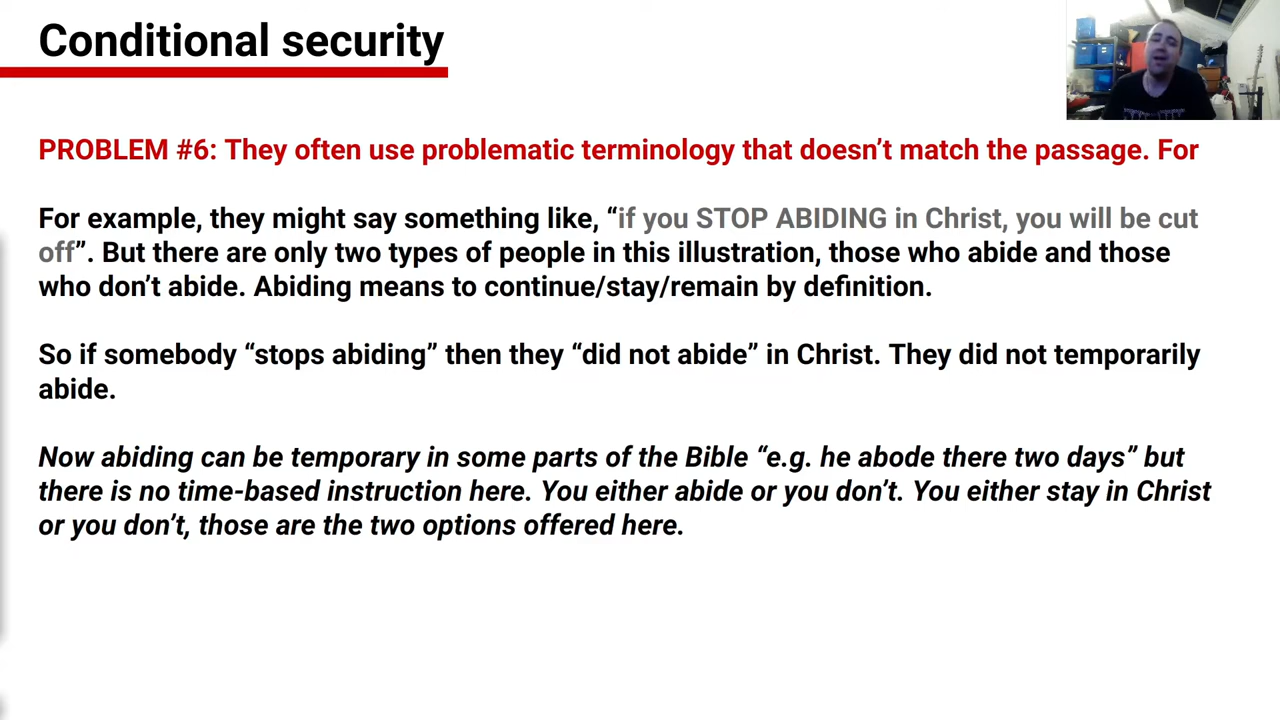 Conditional security
PROBLEM #6: They often use problematic terminology that doesn’t match the passage. For
For example, they might say something like, “if you STOP ABIDING in Christ, you will be cut
off”. But there are only two types of people in this illustration, those who abide and those
who don’t abide. Abiding means to continue/stay/remain by definition.
So if somebody “stops abiding” then they “did not abide” in Christ. They did not temporarily
abide.
Now abiding can be temporary in some parts of the Bible “e.g. he abode there two days” but
there is no time-based instruction here. You either abide or you don’t. You either stay in Christ
or you don’t, those are the two options offered here.